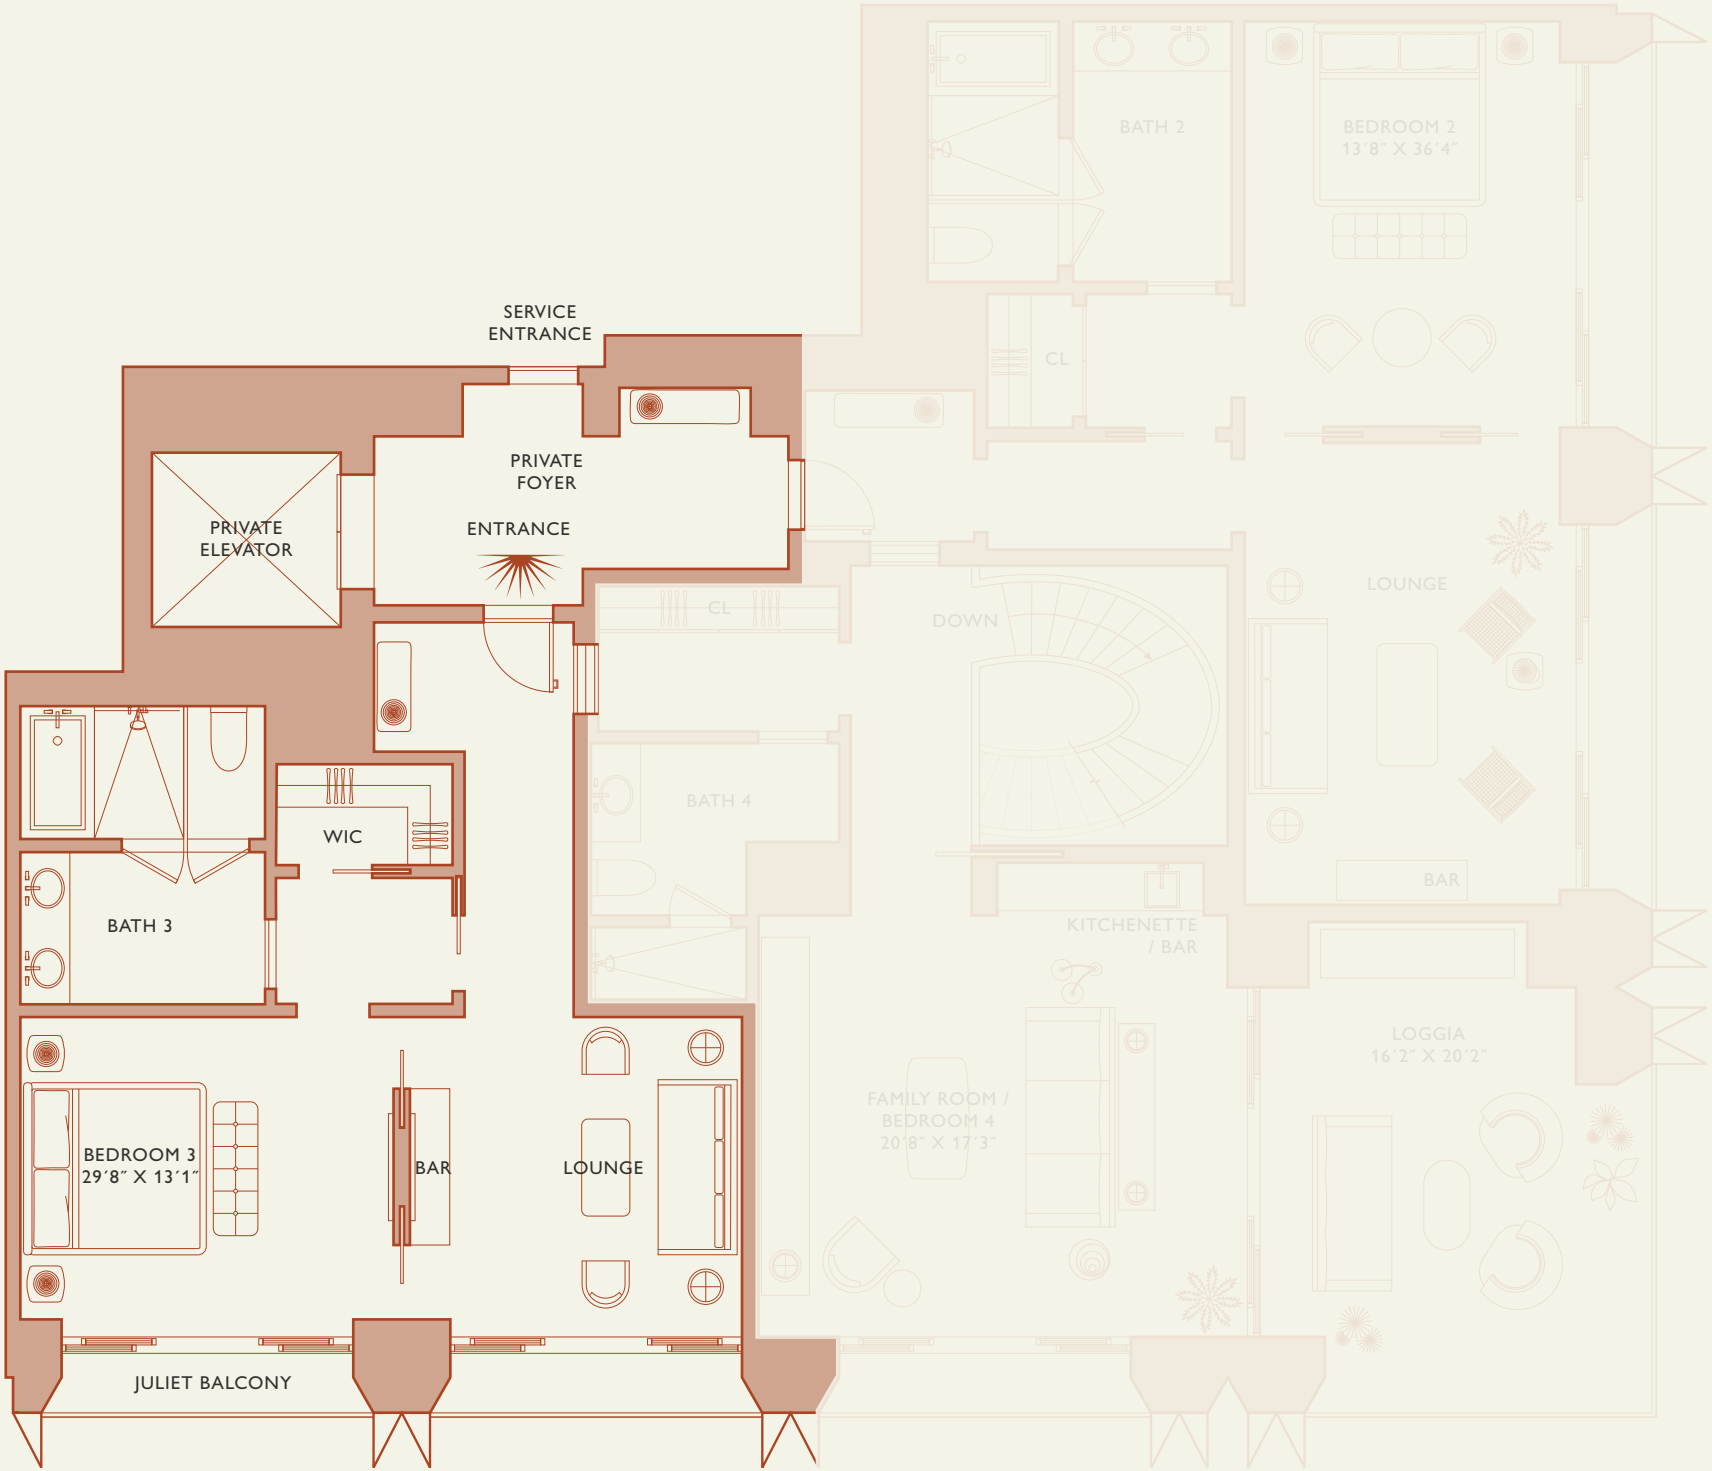 BATH 2
BEDROOM 2
13′8″ X 36′4″
SERVICE
ENTRANCE
CL
PRIVATE
FOYER
ENTRANCE
PRIVATE
ELEVATOR
LOUNGE
CL
DOWN
BATH 4
WIC
BAR
BATH 3
KITCHENETTE
/ BAR
LOGGIA
16′2″ X 20′2″
FAMILY ROOM /
BEDROOM 4
20′8″ X 17′3″
BEDROOM 3
29′8″ X 13′1″
BAR
LOUNGE
JULIET BALCONY